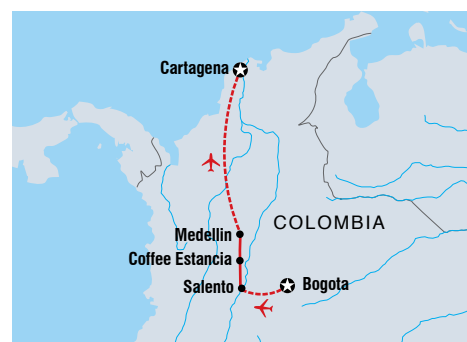 Cartagena
COLOMBIA
Medellin
Coffee Estancia
Salento
Bogota